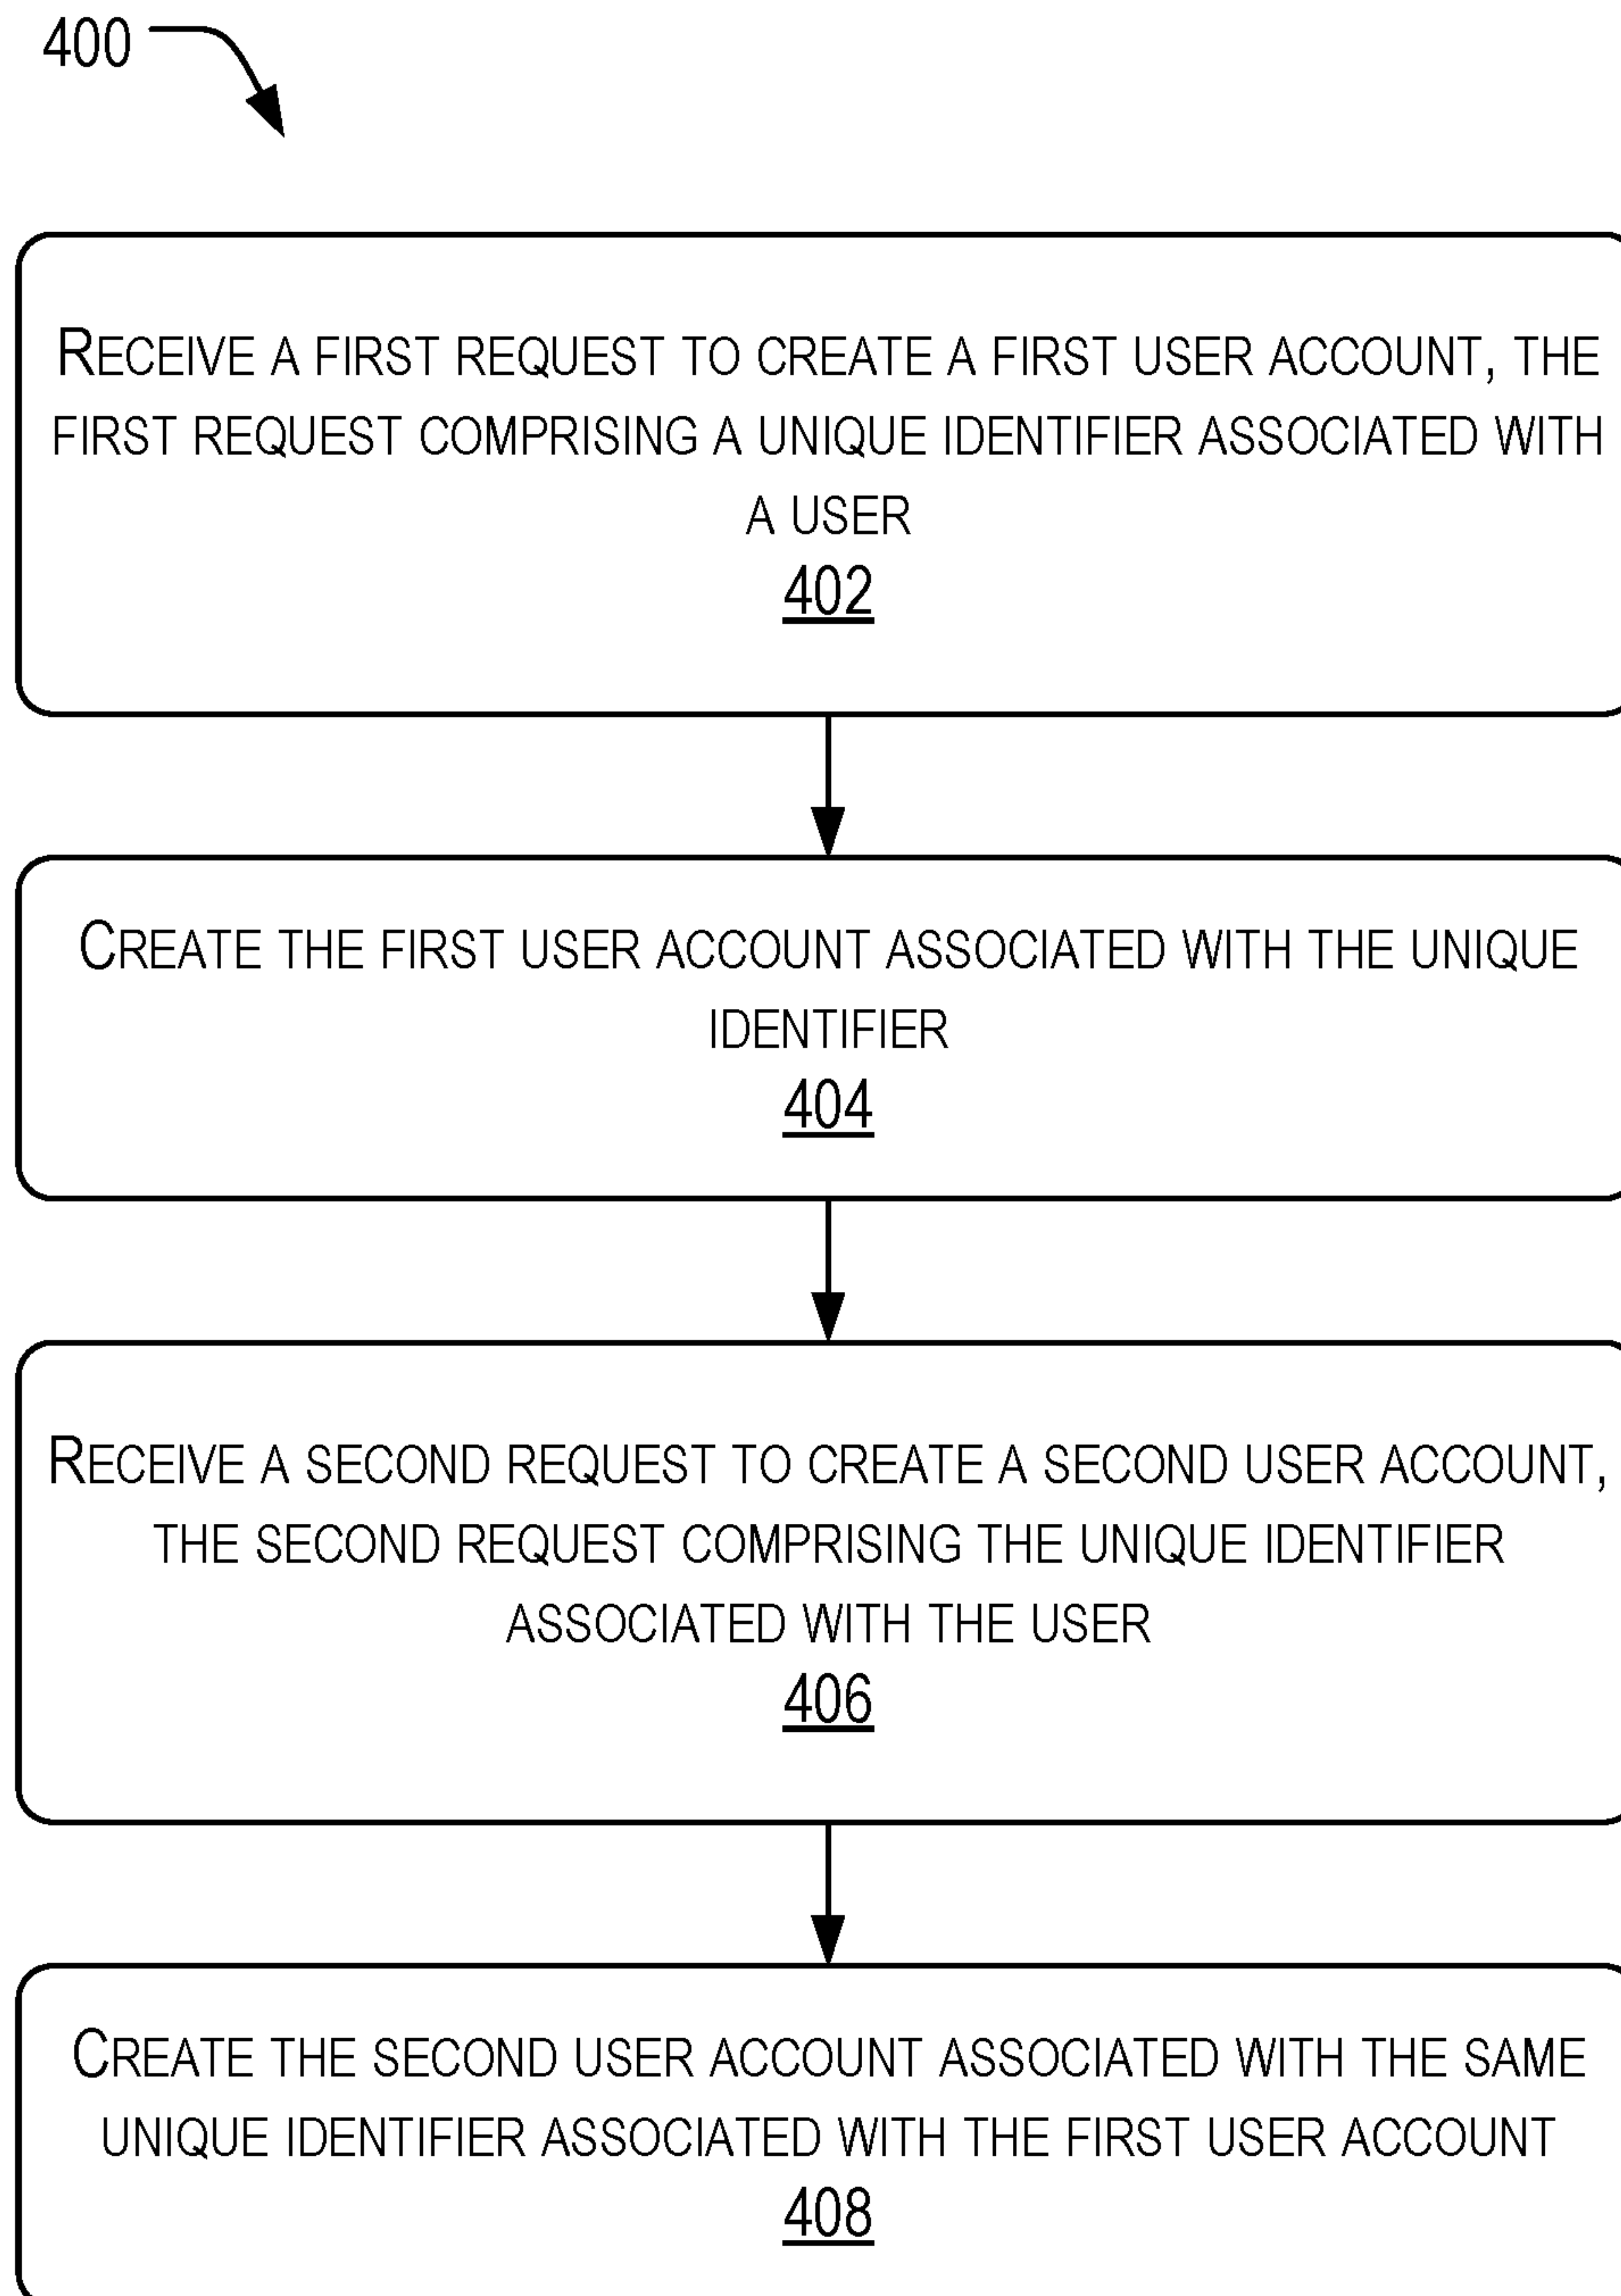 400
RECEIVE A FIRST REQUEST TO CREATE A FIRST USER ACCOUNT, THE
FIRST REQUEST COMPRISING A UNIQUE IDENTIFIER ASSOCIATED WITH
A USER
402
CREATE THE FIRST USER ACCOUNT ASSOCIATED WITH THE UNIQUE
IDENTIFIER
404
RECEIVE A SECOND REQUEST TO CREATE A SECOND USER ACCOUNT,
THE SECOND REQUEST COMPRISING THE UNIQUE IDENTIFIER
ASSOCIATED WITH THE USER
406
CREATE THE SECOND USER ACCOUNT ASSOCIATED WITH THE SAME
UNIQUE IDENTIFIER ASSOCIATED WITH THE FIRST USER ACCOUNT
408